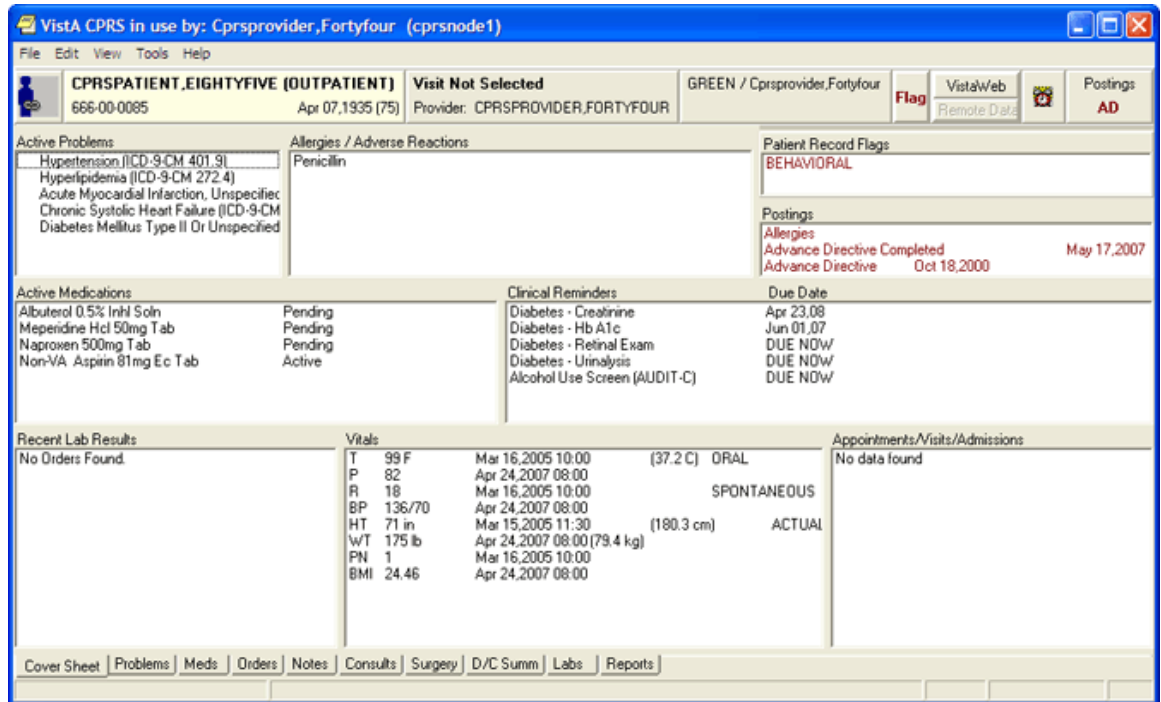 VistA CPRS in use by: Cprsprovider,Fortyfour (cprsnode1)
File Edit View Tools Help
CPRSPATIENT,EIGHTYFIVE (OUTPATIENT)
666-00-0085 Apr 07,1935 (75)
Visit Not Selected
Provider: CPRSPROVIDER,FORTYFOUR
GREEN / Cprsprovider,Fortyfour
Flag
VistaWeb
Remote Data
Postings
AD
Active Problems
Hypertension (ICD-9-CM 401.9)
Hyperlipidemia (ICD-9-CM 272.4)
Acute Myocardial Infarction, Unspecified
Chronic Systolic Heart Failure (ICD-9-CM
Diabetes Mellitus Type II Or Unspecified
Allergies / Adverse Reactions
Penicillin
Patient Record Flags
BEHAVIORAL
Postings
Allergies
Advance Directive Completed May 17,2007
Advance Directive Oct 18,2000
Active Medications
Albuterol 0.5% Inhl Soln Pending
Meperidine Hcl 50mg Tab Pending
Naproxen 500mg Tab Pending
Non-VA Aspirin 81mg Ec Tab Active
Clinical Reminders Due Date
Diabetes - Creatinine Apr 23,08
Diabetes - Hb A1c Jun 01,07
Diabetes - Retinal Exam DUE NOW
Diabetes - Urinalysis DUE NOW
Alcohol Use Screen (AUDIT-C) DUE NOW
Recent Lab Results
No Orders Found.
Vitals
T 99 F Mar 16,2005 10:00 (37.2 C) ORAL
P 82 Apr 24,2007 08:00
R 18 Mar 16,2005 10:00 SPONTANEOUS
BP 136/70 Apr 24,2007 08:00
HT 71 in Mar 15,2005 11:30 (180.3 cm) ACTUAL
WT 175 lb Apr 24,2007 08:00 (79.4 kg)
PN 1 Mar 16,2005 10:00
BMI 24.46 Apr 24,2007 08:00
Appointments/Visits/Admissions
No data found
Cover Sheet Problems Meds Orders Notes Consults Surgery D/C Summ Labs Reports